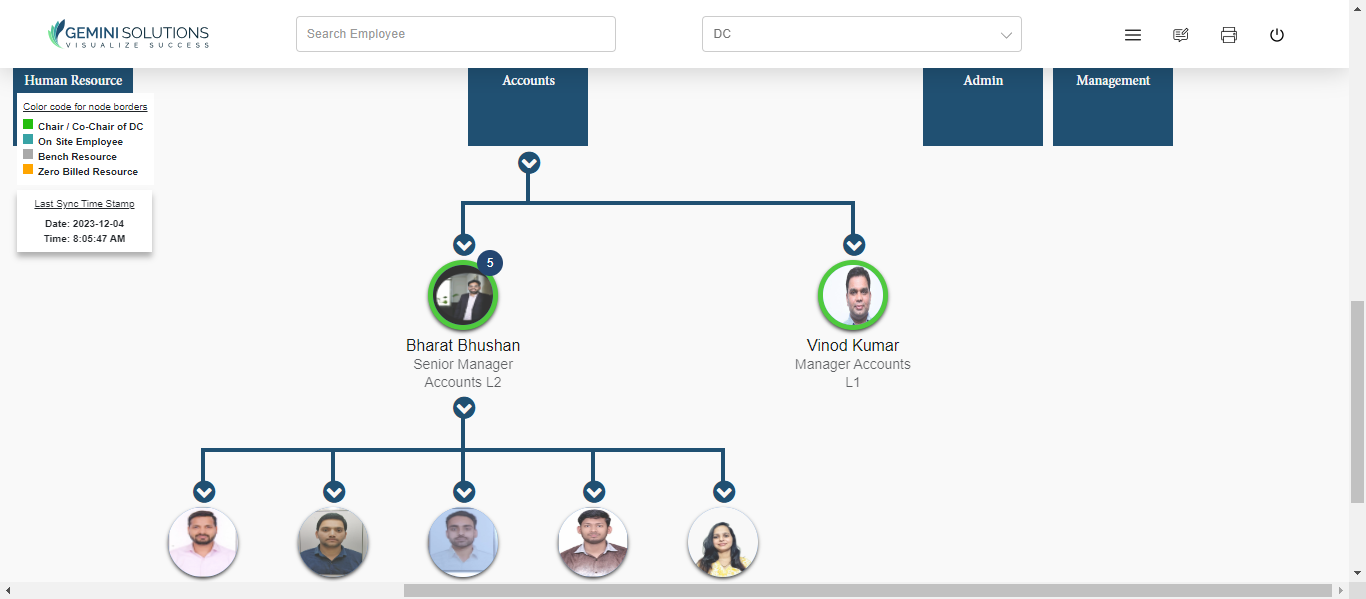 GEMINI SOLUTIONS
VISUALIZE SUCCESS
Search Employee
DC
Human Resource
Accounts
Admin
Management
Color code for node borders
Chair / Co-Chair of DC
On Site Employee
Bench Resource
Zero Billed Resource
Last Sync Time Stamp
Date: 2023-12-04
Time: 8:05:47 AM
5
Bharat Bhushan
Senior Manager
Accounts L2
Vinod Kumar
Manager Accounts
L1